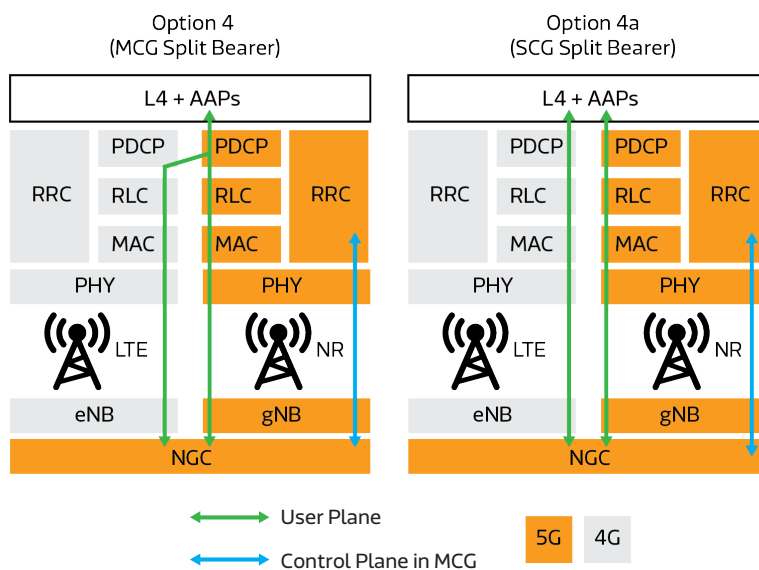 Option 4
(MCG Split Bearer)
L4 + AAPs
RRC
PDCP
RLC
MAC
PDCP
RLC
MAC
RRC
PHY
PHY
LTE
NR
eNB
gNB
NGC
Option 4a
(SCG Split Bearer)
L4 + AAPs
RRC
PDCP
RLC
MAC
PDCP
RLC
MAC
RRC
PHY
PHY
LTE
NR
eNB
gNB
NGC
User Plane
Control Plane in MCG
5G
4G